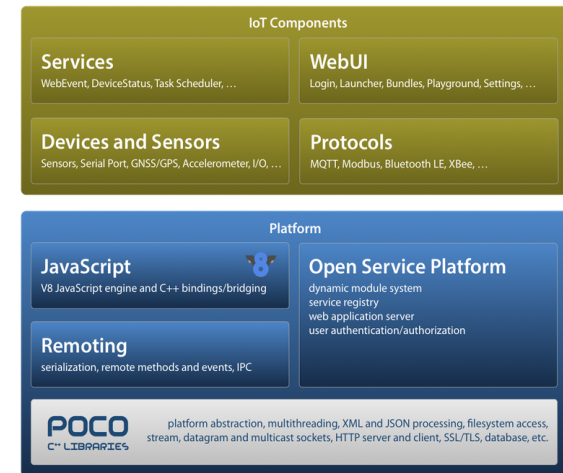 IoT Components
Services
WebEvent, DeviceStatus, Task Scheduler, …
WebUI
Login, Launcher, Bundles, Playground, Settings, …
Devices and Sensors
Sensors, Serial Port, GNSS/GPS, Accelerometer, I/O, …
Protocols
MQTT, Modbus, Bluetooth LE, XBee, …
Platform
JavaScript
8
V8 JavaScript engine and C++ bindings/bridging
Open Service Platform
dynamic module system
service registry
web application server
user authentication/authorization
Remoting
serialization, remote methods and events, IPC
POCO
C++ LIBRARIES
platform abstraction, multithreading, XML and JSON processing, filesystem access,
stream, datagram and multicast sockets, HTTP server and client, SSL/TLS, database, etc.